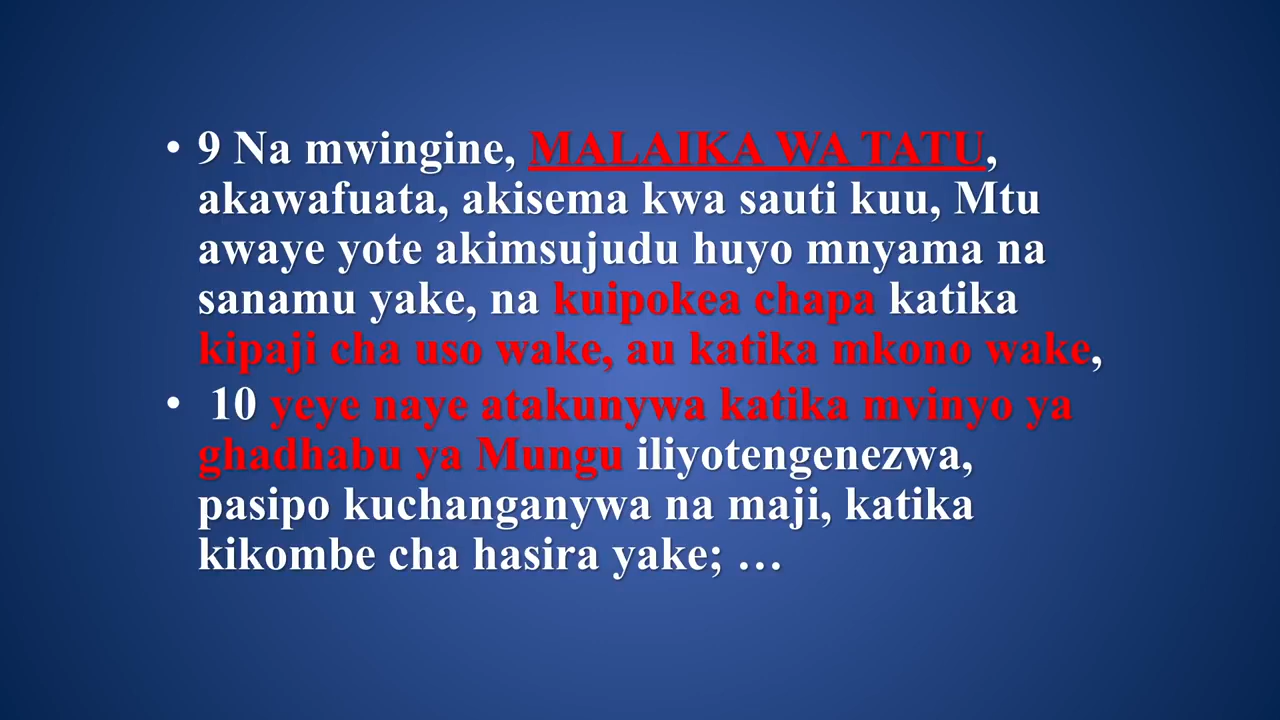 • 9 Na mwingine, MALAIKA WA TATU,
akawafuata, akisema kwa sauti kuu, Mtu
awaye yote akimsujudu huyo mnyama na
sanamu yake, na kuipokea chapa katika
kipaji cha uso wake, au katika mkono wake,
• 10 yeye naye atakunywa katika mvinyo ya
ghadhabu ya Mungu iliyotengenezwa,
pasipo kuchanganywa na maji, katika
kikombe cha hasira yake; …